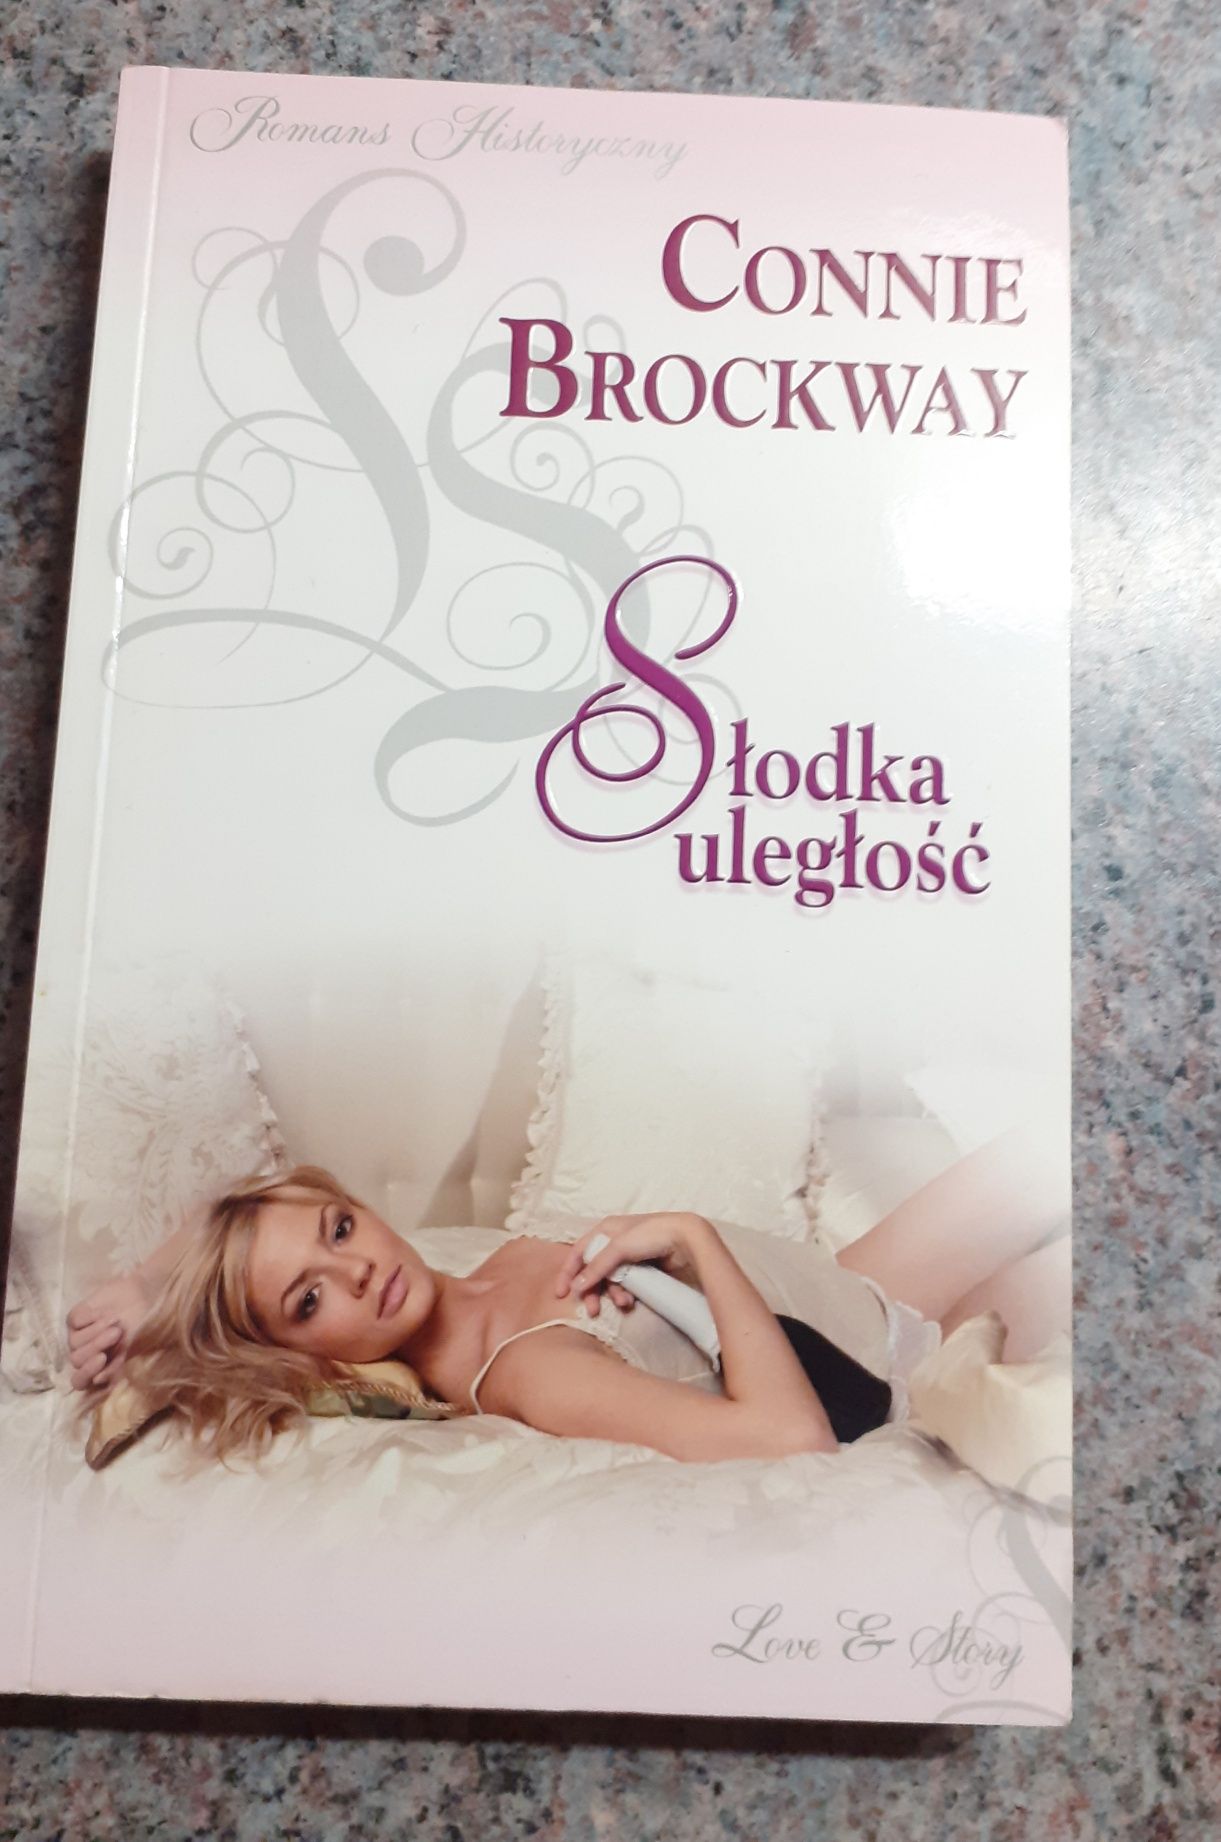 Romans Historyczny
CONNIE
BROCKWAY
Słodka
uległość
Love & Story